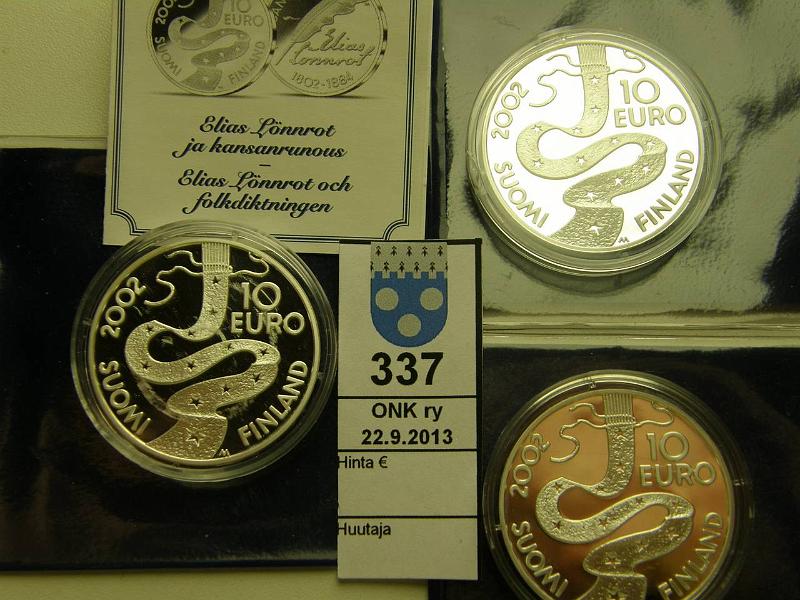 2002
10
EURO
SUOMI
FINLAND
Elias
Lönnrot
1802-1884
Elias Lönnrot
ja kansanrunous
–
Elias Lönnrot och
folkdiktningen
2002
10
EURO
SUOMI
FINLAND
M
2002
10
EURO
SUOMI
FINLAND
M
337
ONK ry
22.9.2013
Hinta €
Huutaja
2002
10
EURO
SUOMI
FINLAND